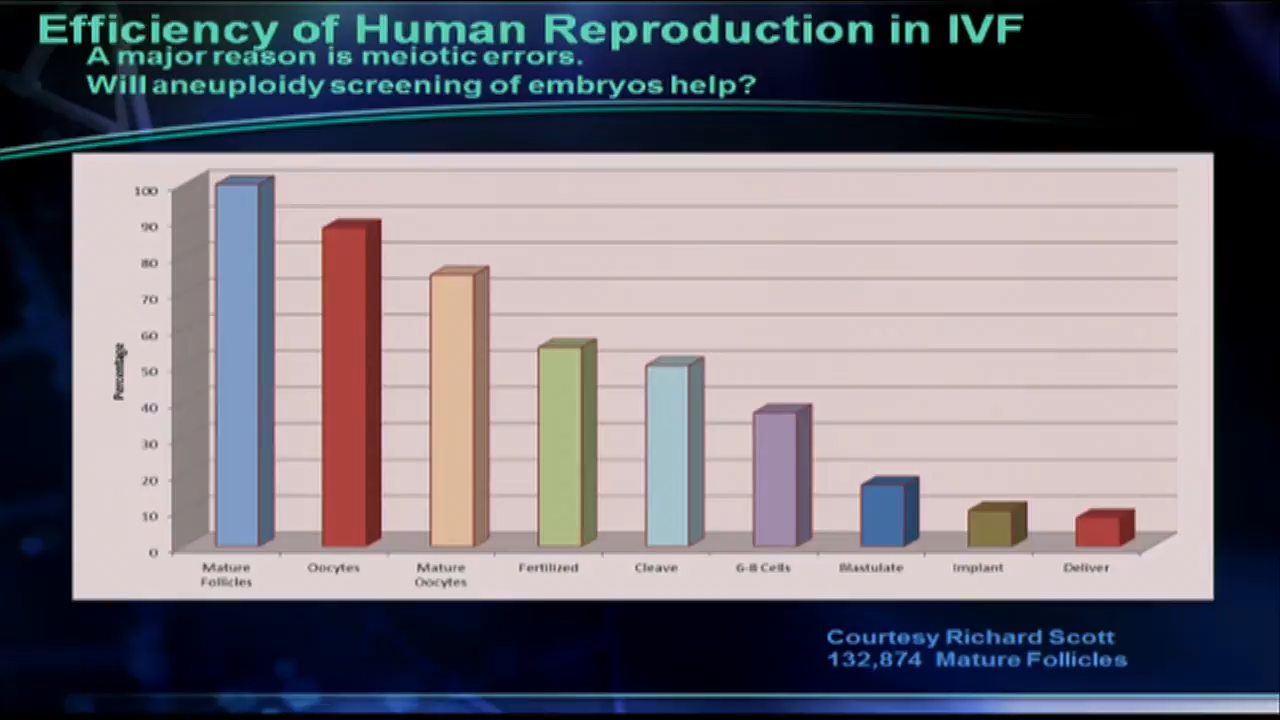 Efficiency of Human Reproduction in IVF
A major reason is meiotic errors.
Will aneuploidy screening of embryos help?
100
90
80
70
60
50
40
30
20
10
0
Percentage
Mature Follicles
Oocytes
Mature Oocytes
Fertilized
Cleave
6-8 Cells
Blastulate
Implant
Deliver
Courtesy Richard Scott
132,874 Mature Follicles